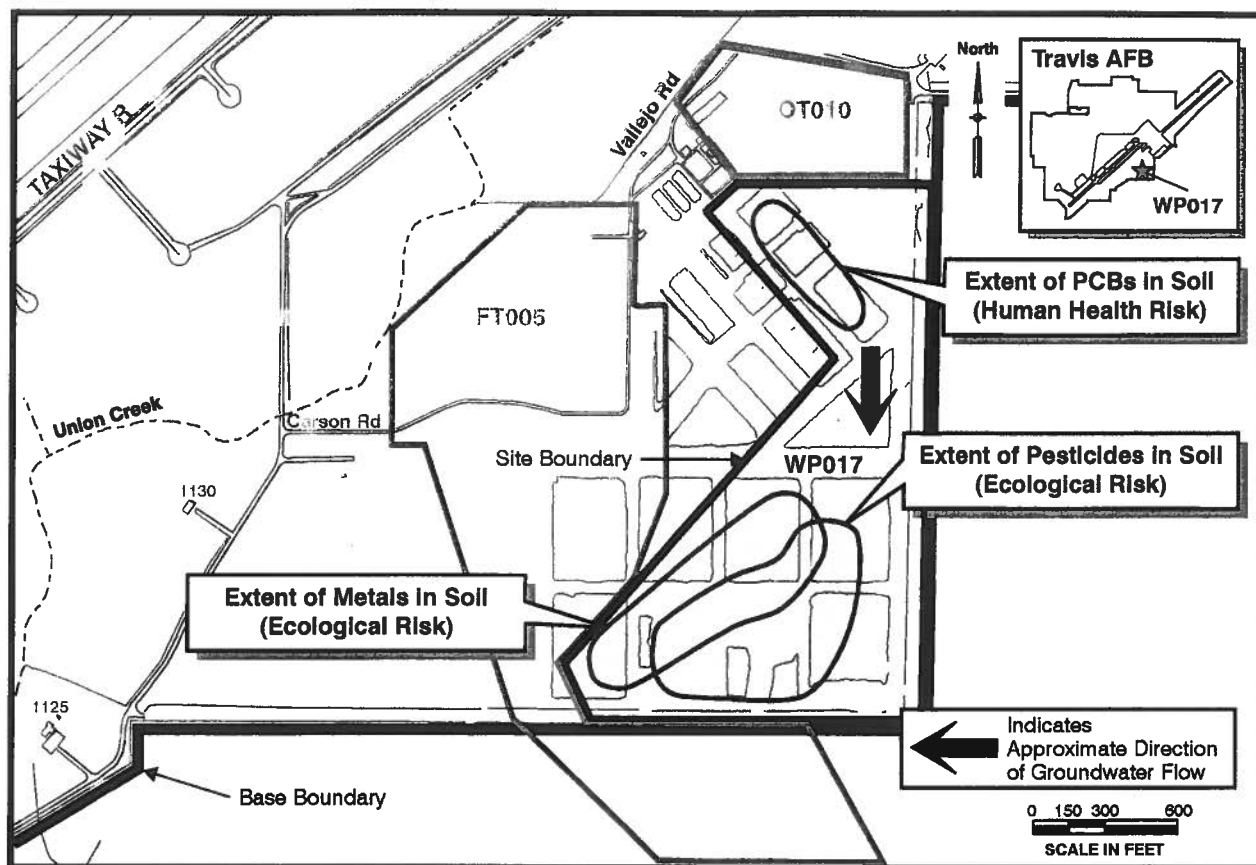 North
Travis AFB
WP017
TAXIWAY B
Vallejo Rd
OT010
Extent of PCBs in Soil
(Human Health Risk)
FT005
Union Creek
Carson Rd
Site Boundary
WP017
Extent of Pesticides in Soil
(Ecological Risk)
1130
Extent of Metals in Soil
(Ecological Risk)
1125
Base Boundary
Indicates
Approximate Direction
of Groundwater Flow
0 150 300 600
SCALE IN FEET